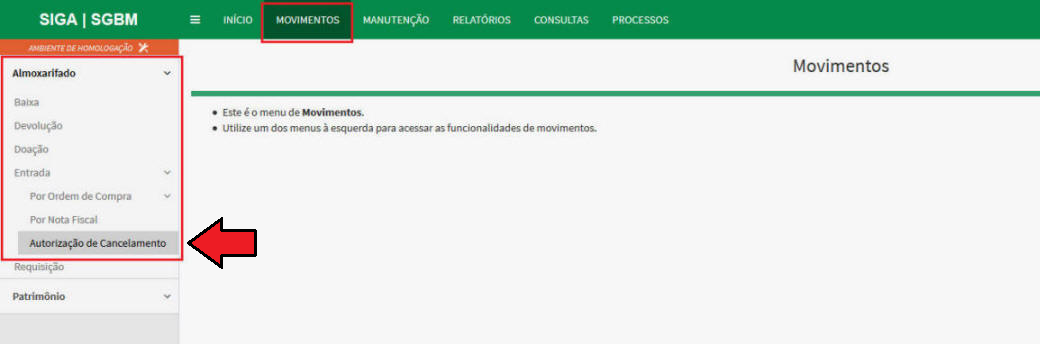 SIGA | SGBM
INÍCIO MOVIMENTOS MANUTENÇÃO RELATÓRIOS CONSULTAS PROCESSOS
AMBIENTE DE HOMOLOGAÇÃO
Almoxarifado
Baixa
Devolução
Doação
Entrada
Por Ordem de Compra
Por Nota Fiscal
Autorização de Cancelamento
Requisição
Patrimônio
Movimentos
• Este é o menu de Movimentos.
• Utilize um dos menus à esquerda para acessar as funcionalidades de movimentos.